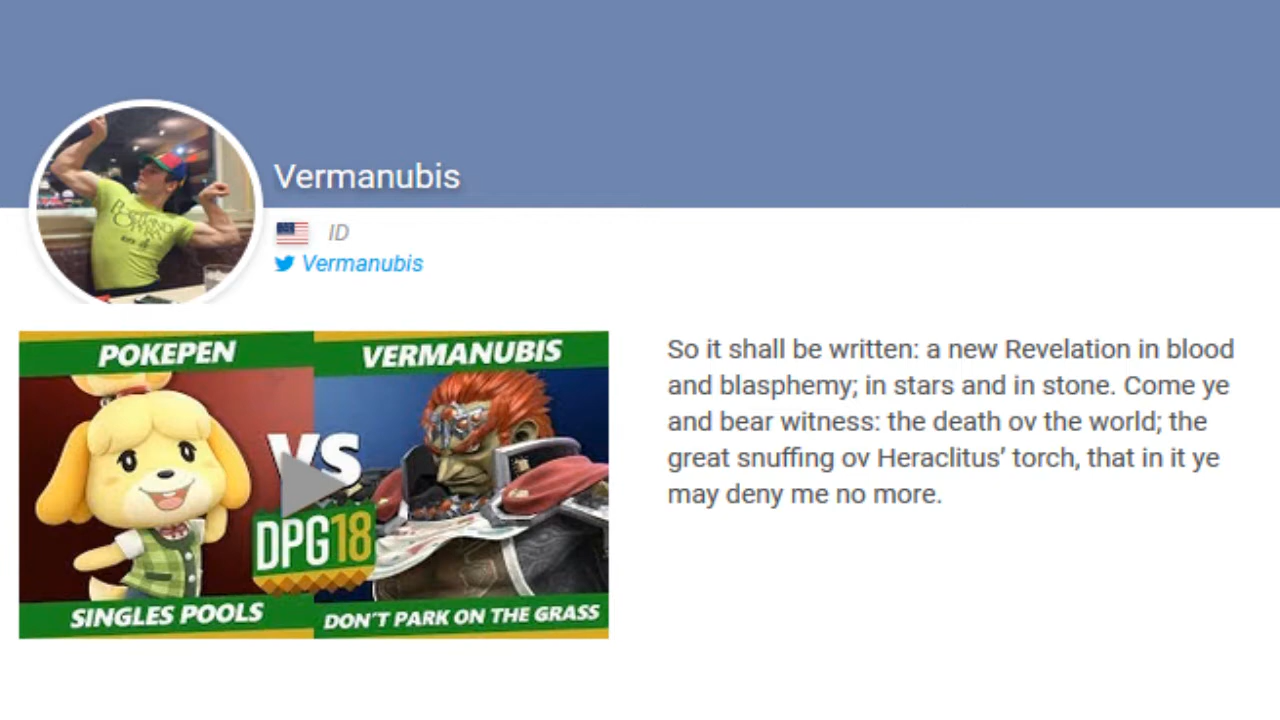 Vermanubis
ID
Vermanubis
PORTLAND
OPERA
POKEPEN
VERMANUBIS
VS
DPG18
SINGLES POOLS
DON'T PARK ON THE GRASS
So it shall be written: a new Revelation in blood
and blasphemy; in stars and in stone. Come ye
and bear witness: the death ov the world; the
great snuffing ov Heraclitus’ torch, that in it ye
may deny me no more.